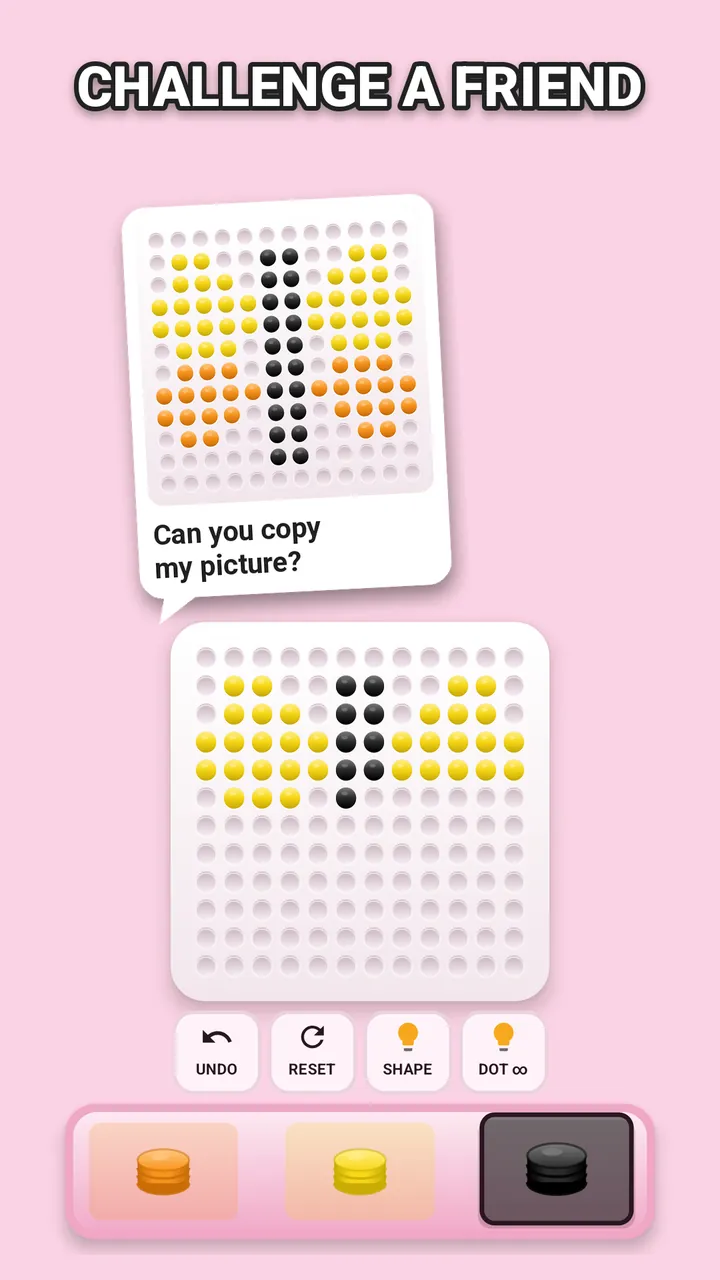 CHALLENGE A FRIEND
Can you copy
my picture?
UNDO
RESET
SHAPE
DOT ∞